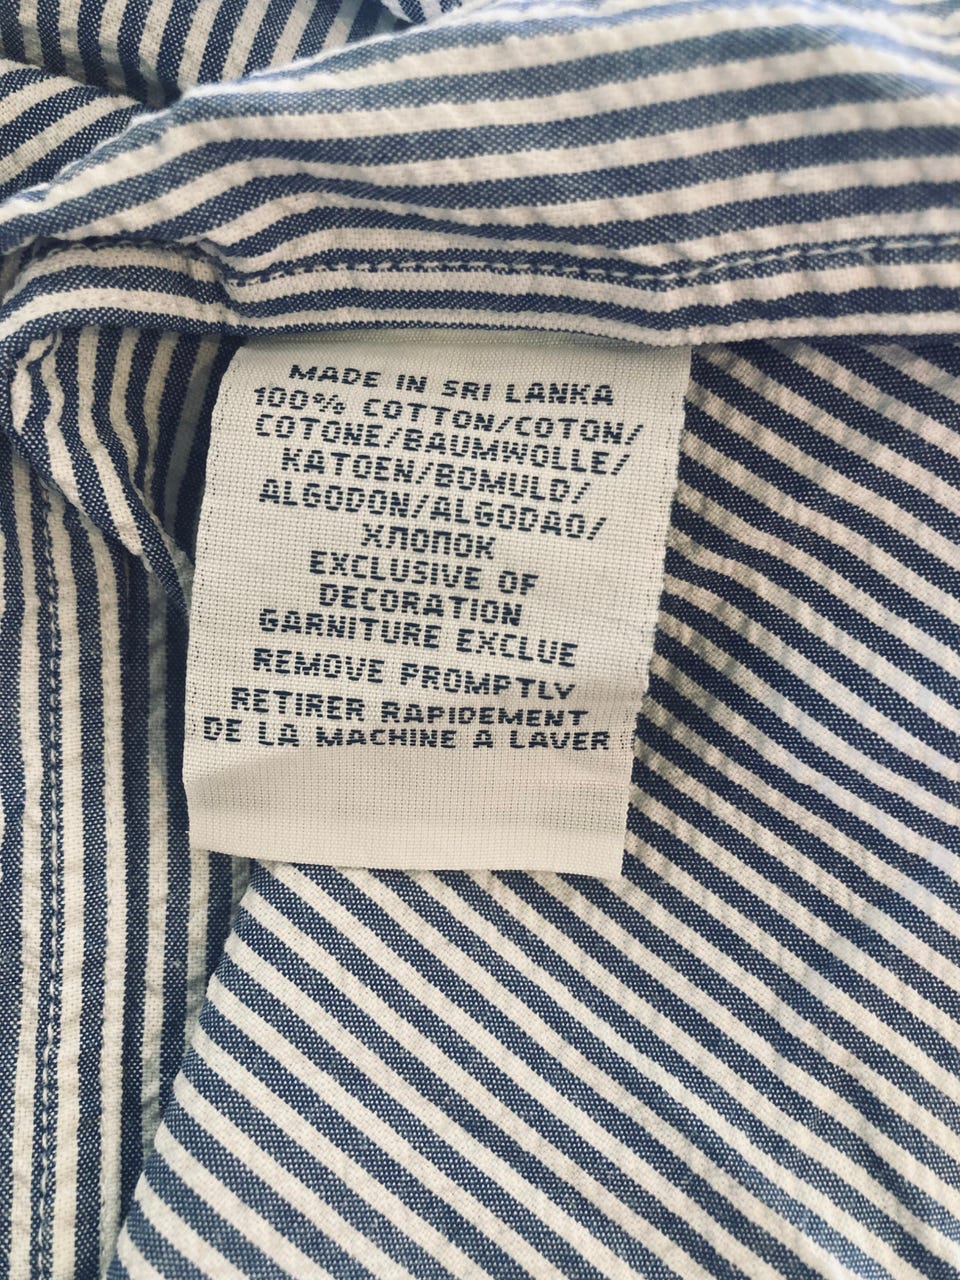 MADE IN SRI LANKA
100% COTTON/COTON/
COTONE/BAUMWOLLE/
KATOEN/BOMULD/
ALGODON/ALGODAO/
ХЛОПОК
EXCLUSIVE OF
DECORATION
GARNITURE EXCLUE
REMOVE PROMPTLY
RETIRER RAPIDEMENT
DE LA MACHINE A LAVER